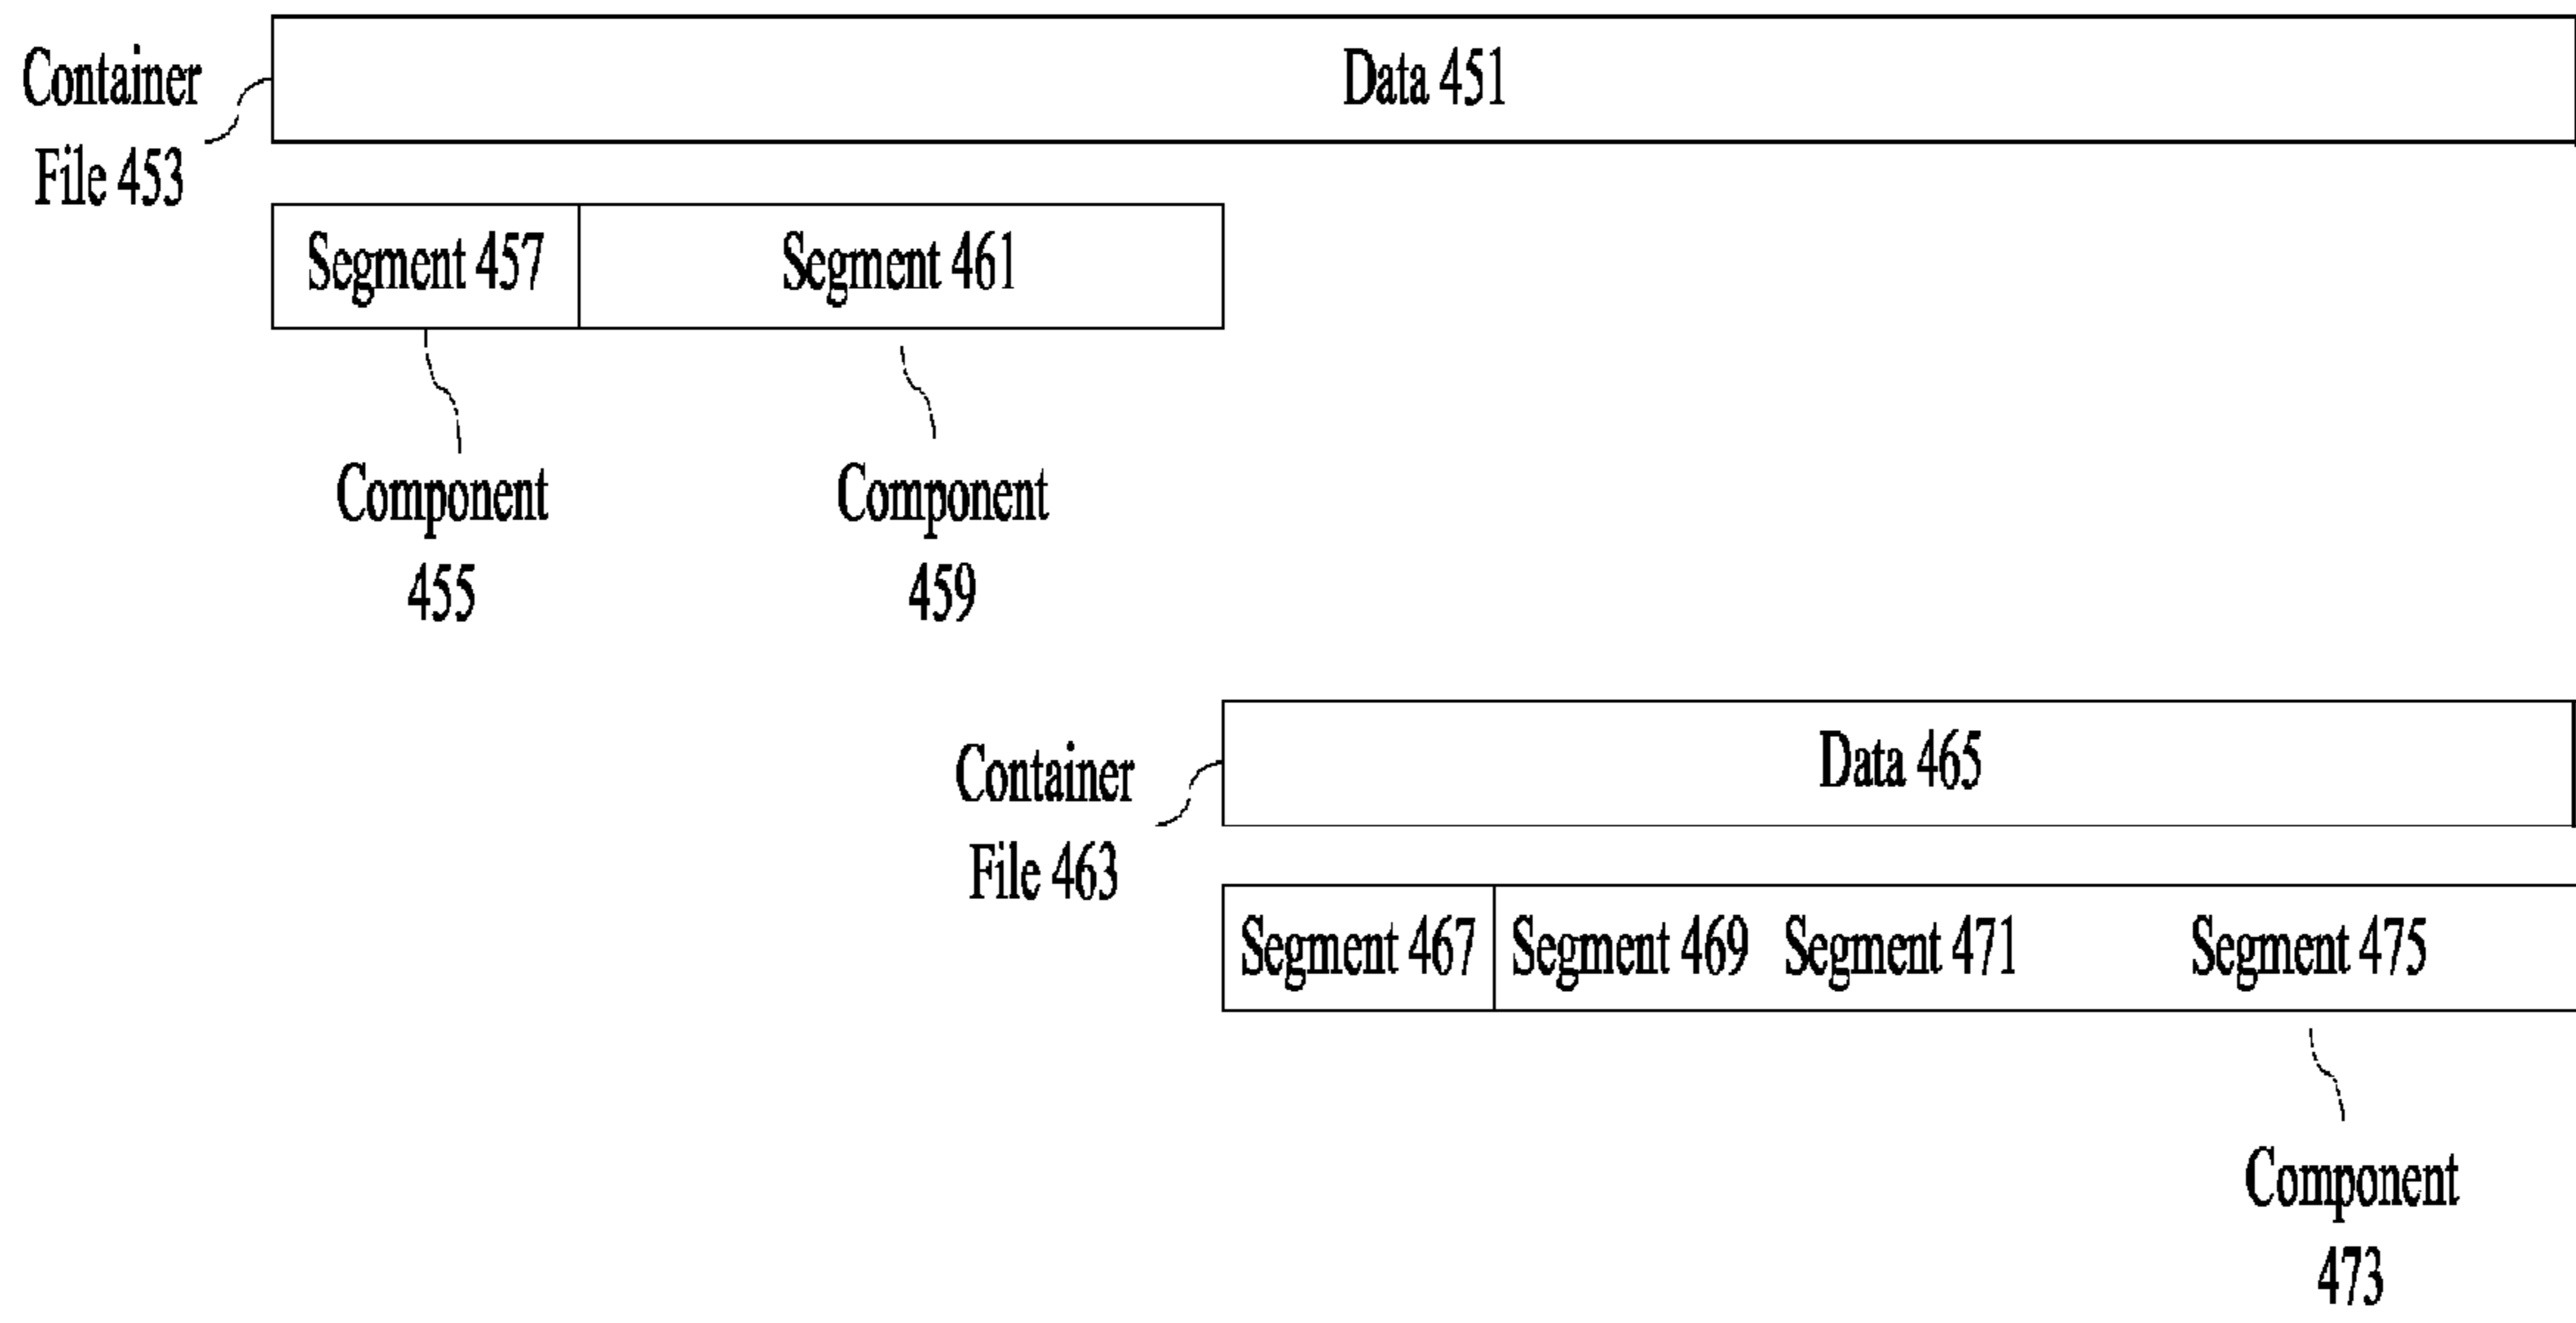 Container
File 453
Data 451
Segment 457 Segment 461
Component
455
Component
459
Container
File 463
Data 465
Segment 467 Segment 469 Segment 471 Segment 475
Component
473